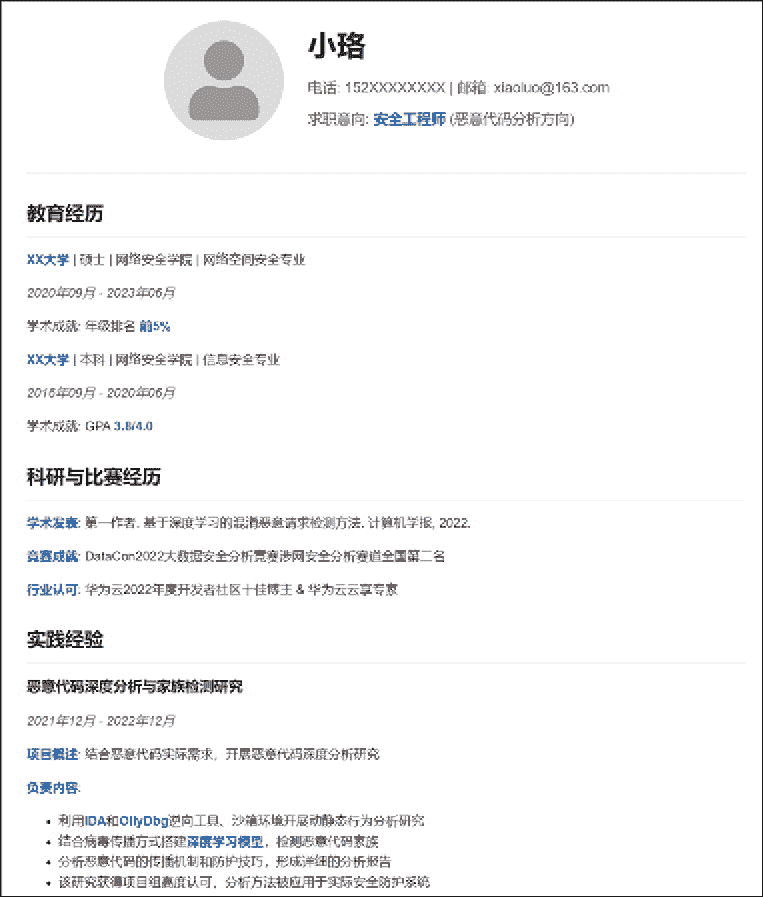 小珞
电话: 152XXXXXXXX | 邮箱: xiaoluo@163.com
求职意向: 安全工程师 (恶意代码分析方向)
教育经历
XX大学 | 硕士 | 网络安全学院 | 网络空间安全专业
2020年09月 - 2023年06月
学术成就: 年级排名 前5%
XX大学 | 本科 | 网络安全学院 | 信息安全专业
2016年09月 - 2020年06月
学术成就: GPA 3.8/4.0
科研与比赛经历
学术发表: 第一作者. 基于深度学习的混淆恶意请求检测方法. 计算机学报, 2022.
竞赛成就: DataCon2022大数据安全分析竞赛涉网安全分析赛道全国第二名
行业认可: 华为云2022年度开发者社区十佳博主 & 华为云云享专家
实践经验
恶意代码深度分析与家族检测研究
2021年12月 - 2022年12月
项目概述: 结合恶意代码实际需求，开展恶意代码深度分析研究
负责内容:
• 利用IDA和OllyDbg逆向工具、沙箱环境开展动静态行为分析研究
• 结合病毒传播方式搭建深度学习模型，检测恶意代码家族
• 分析恶意代码的传播机制和防护技巧，形成详细的分析报告
• 该研究获得项目组高度认可，分析方法被应用于实际安全防护系统